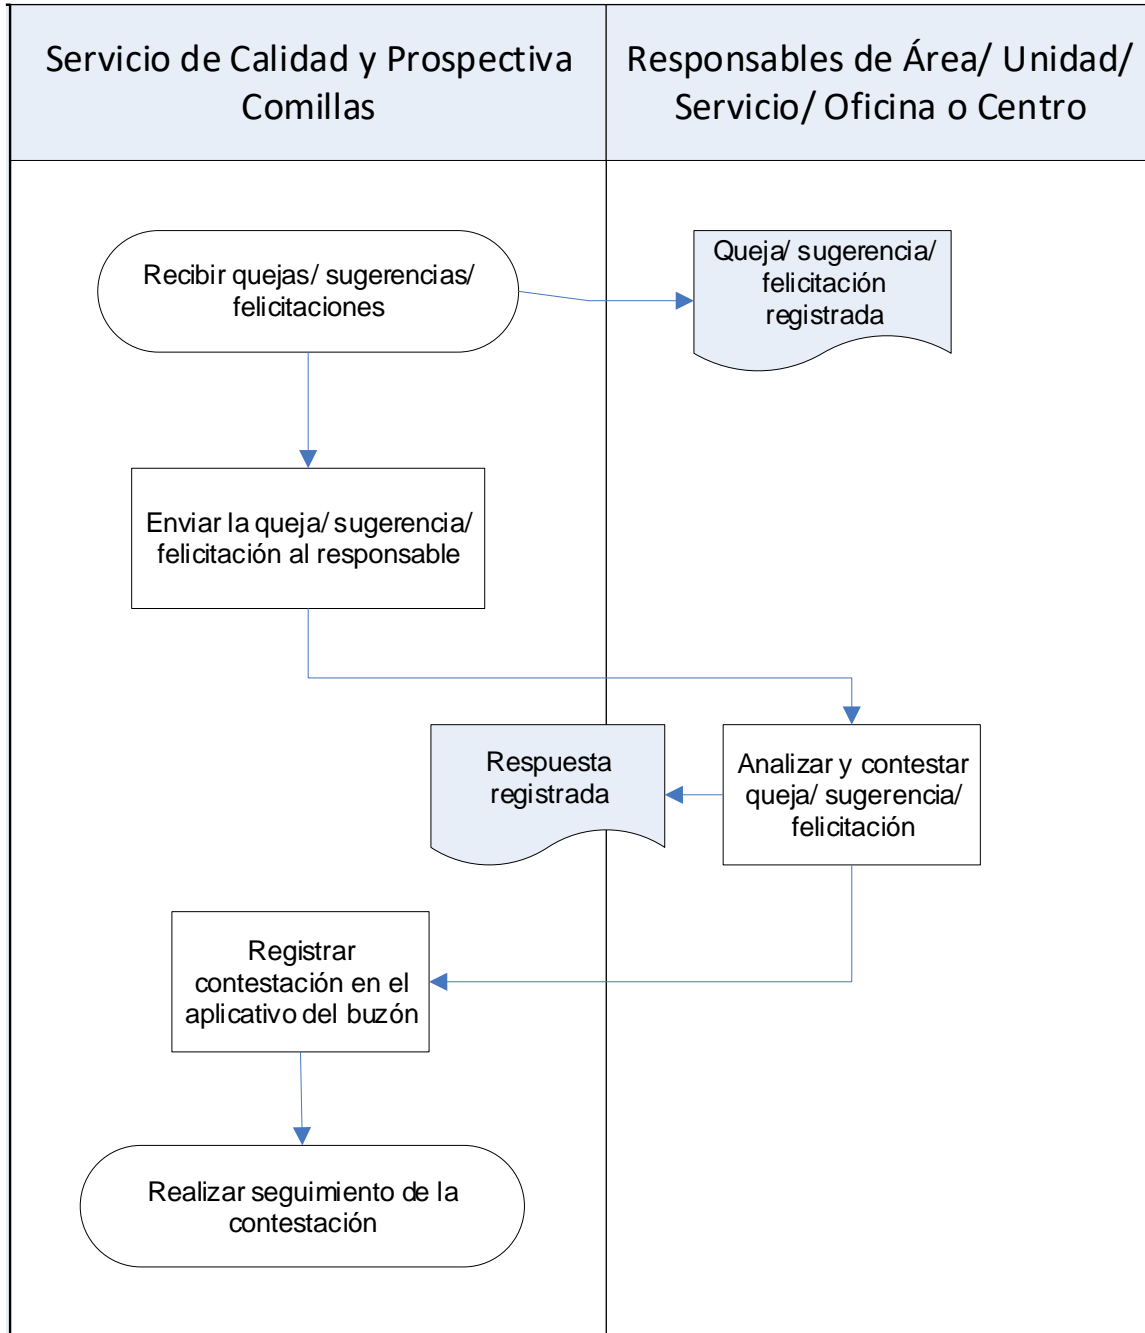 Servicio de Calidad y Prospectiva
Comillas
Responsables de Área/ Unidad/
Servicio/ Oficina o Centro
Recibir quejas/ sugerencias/
felicitaciones
Queja/ sugerencia/
felicitación
registrada
Enviar la queja/ sugerencia/
felicitación al responsable
Respuesta
registrada
Analizar y contestar
queja/ sugerencia/
felicitación
Registrar
contestación en el
aplicativo del buzón
Realizar seguimiento de la
contestación